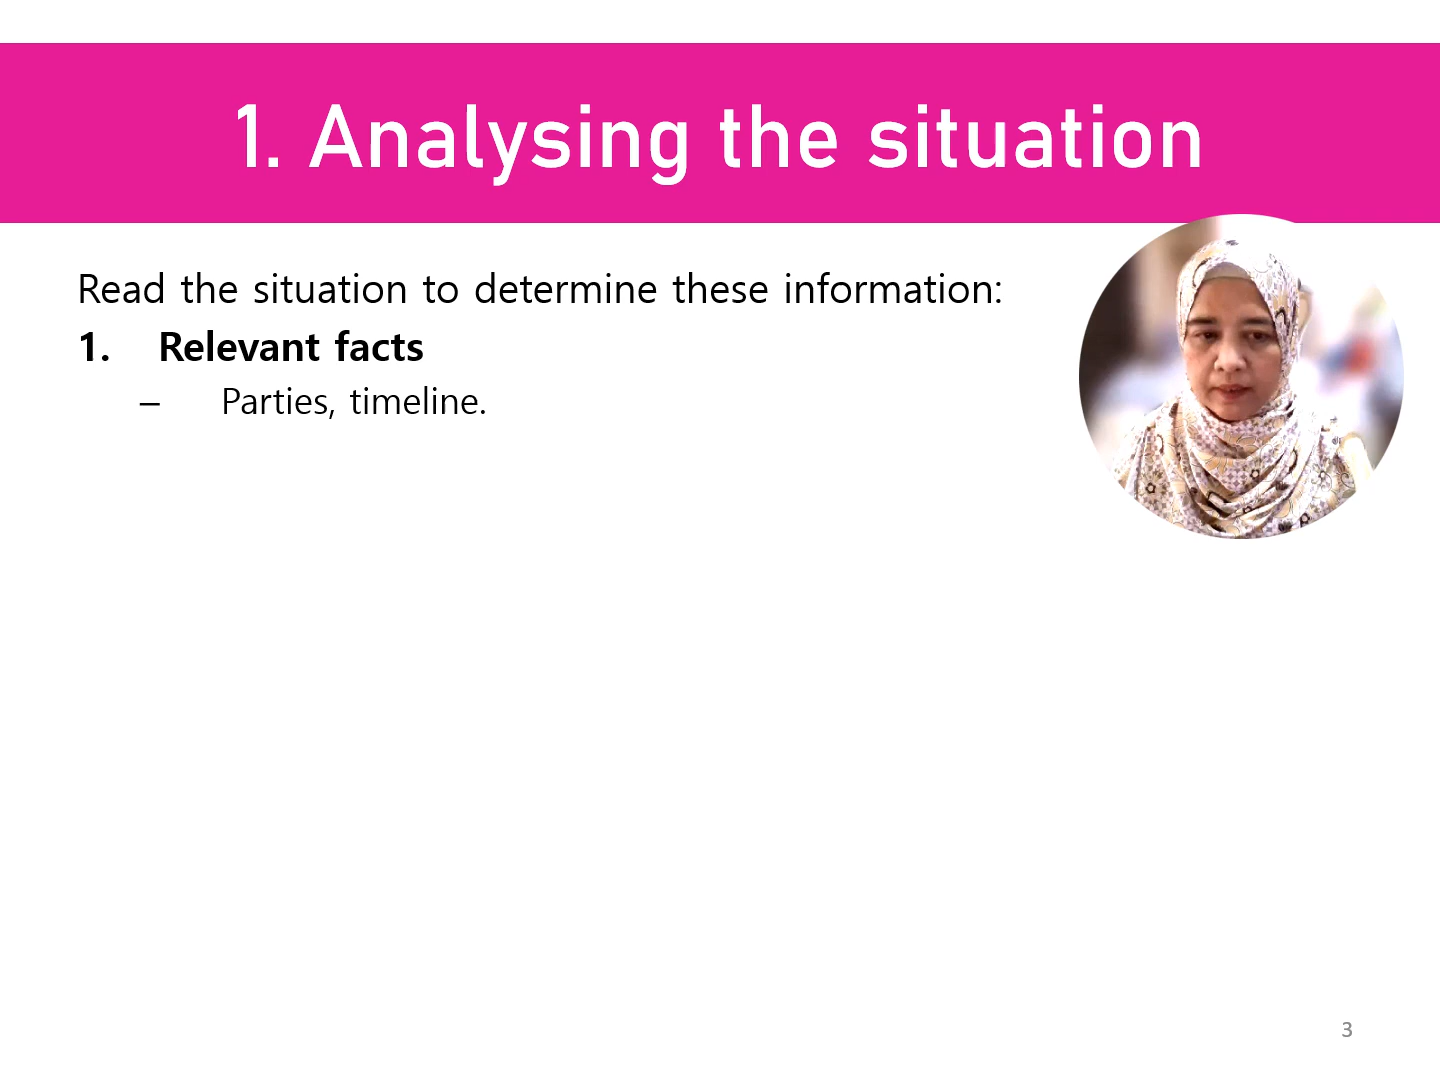 1. Analysing the situation
Read the situation to determine these information:
1. Relevant facts
– Parties, timeline.
3